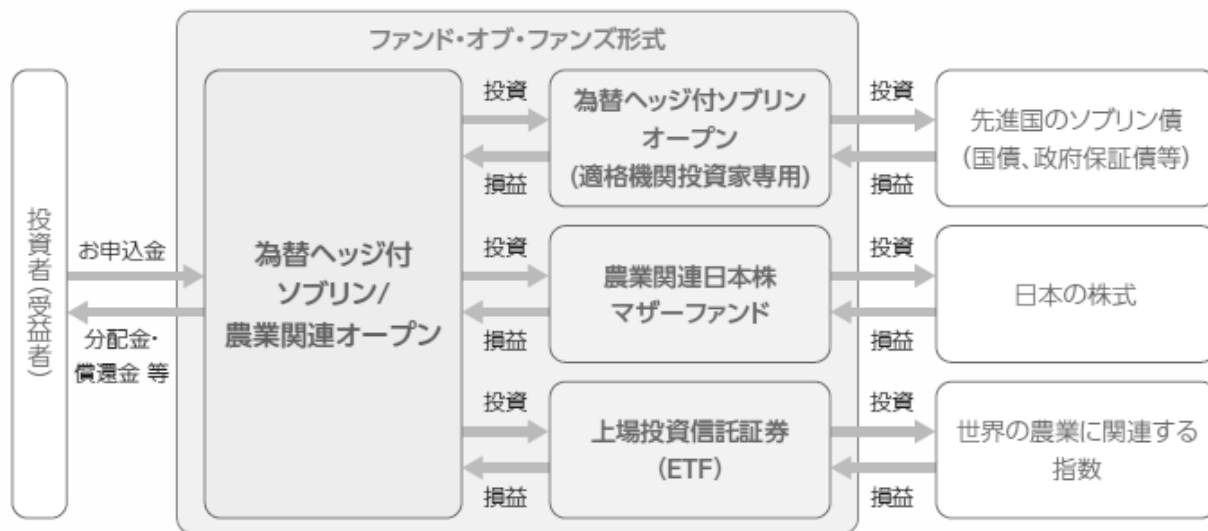 ファンド・オブ・ファンズ形式
投資者(受益者)
お申込金
分配金・
償還金 等
為替ヘッジ付
ソブリン/
農業関連オープン
投資
損益
為替ヘッジ付ソブリン
オープン
(適格機関投資家専用)
投資
損益
先進国のソブリン債
(国債、政府保証債等)
投資
損益
農業関連日本株
マザーファンド
投資
損益
日本の株式
投資
損益
上場投資信託証券
(ETF)
投資
損益
世界の農業に関連する
指数